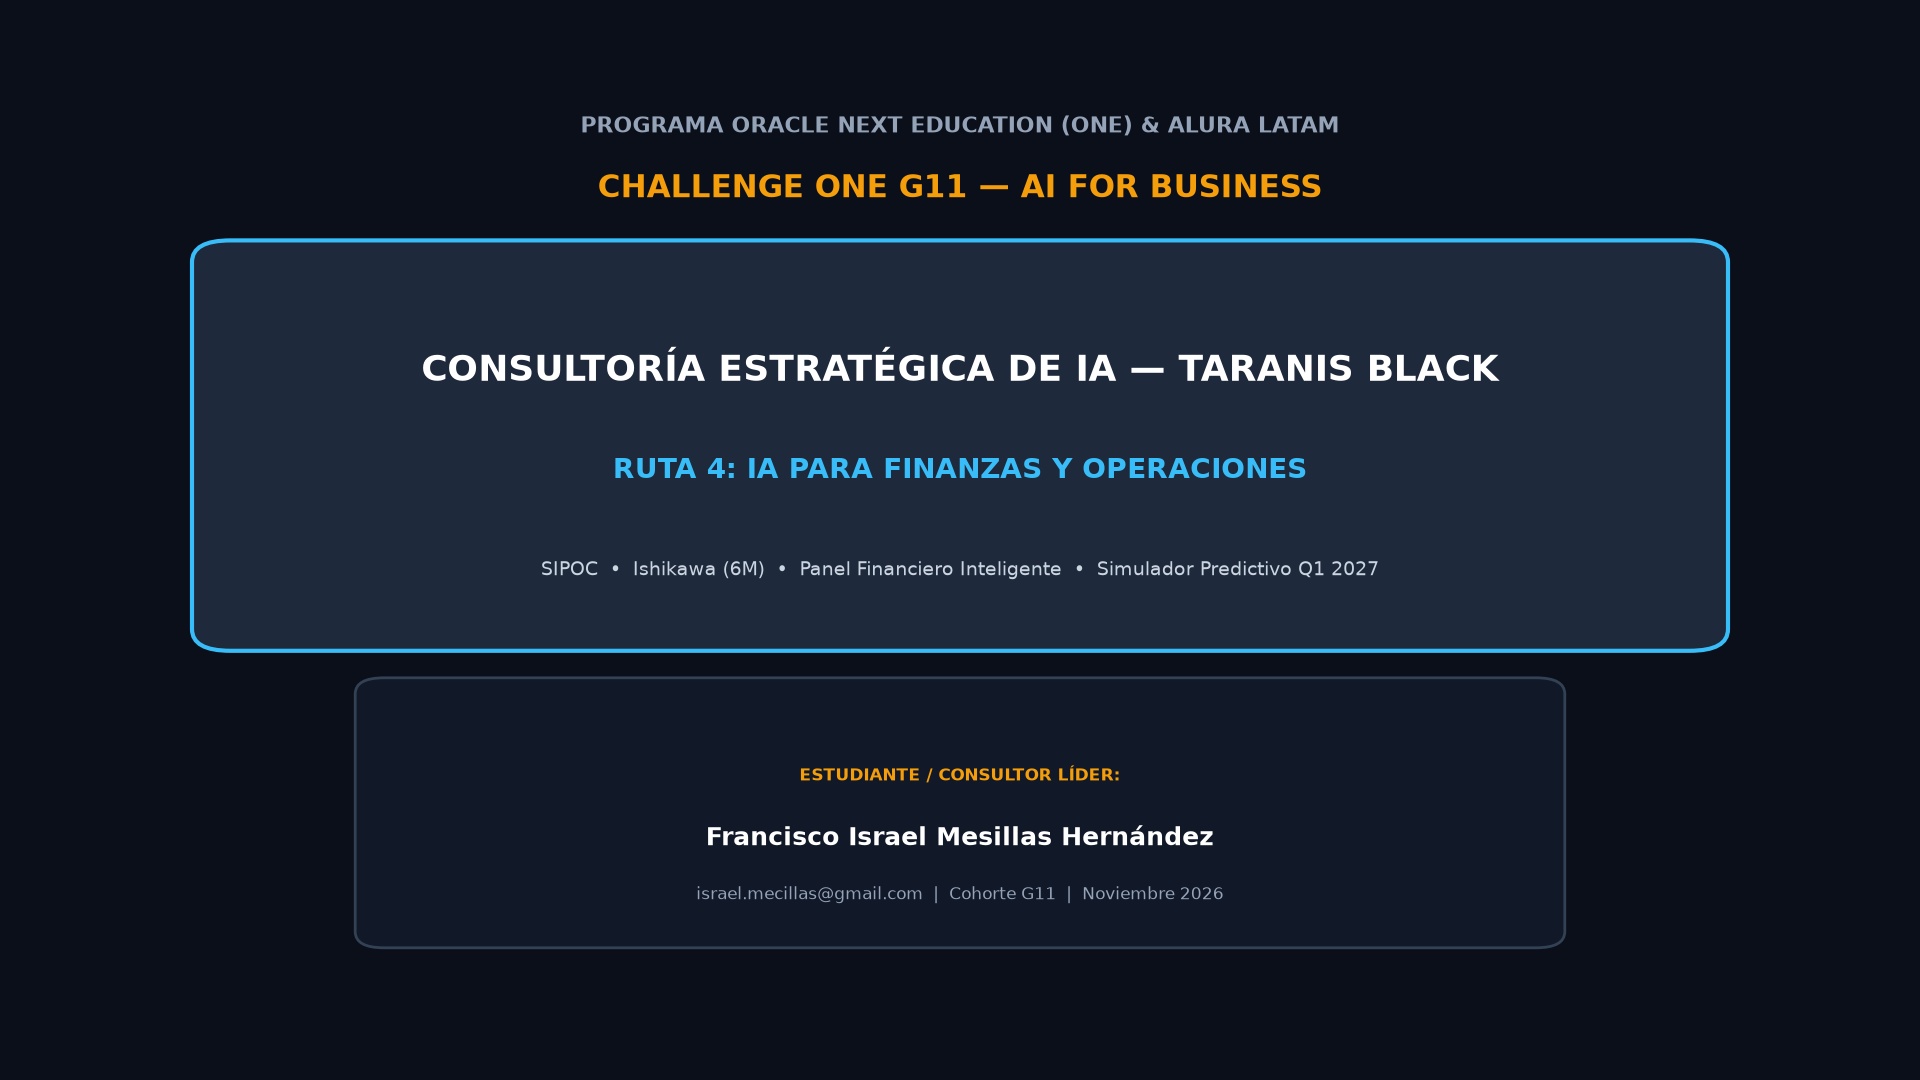 PROGRAMA ORACLE NEXT EDUCATION (ONE) & ALURA LATAM
CHALLENGE ONE G11 — AI FOR BUSINESS
CONSULTORÍA ESTRATÉGICA DE IA — TARANIS BLACK
RUTA 4: IA PARA FINANZAS Y OPERACIONES
SIPOC • Ishikawa (6M) • Panel Financiero Inteligente • Simulador Predictivo Q1 2027
ESTUDIANTE / CONSULTOR LÍDER:
Francisco Israel Mesillas Hernández
israel.mecillas@gmail.com | Cohorte G11 | Noviembre 2026